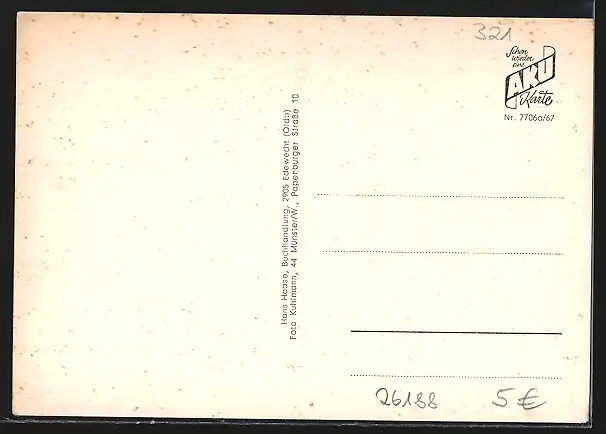 321
Schon
wieder
eine
AKU
Karte
Nr. 7706a/67
Hans Haase, Buchhandlung, 2905 Edewecht (Oldb)
Foto Kuhlmann, 44 Münster/W., Papenburger Straße 10
26188
5 €